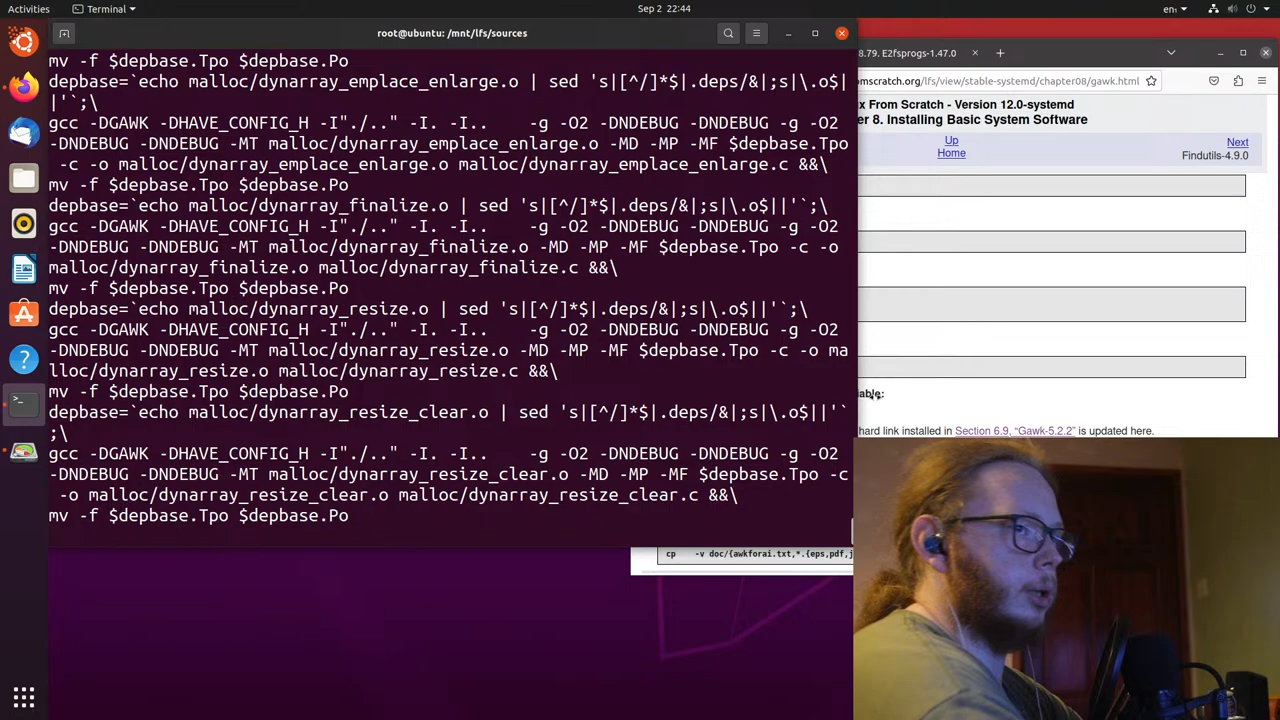 Activities
Terminal
Sep 2 22:44
en
root@ubuntu: /mnt/lfs/sources
mv -f $depbase.Tpo $depbase.Po
depbase=`echo malloc/dynarray_emplace_enlarge.o | sed 's|[^/]*$|.deps/&|;s|\.o$|
|'`;\
gcc -DGAWK -DHAVE_CONFIG_H -I"./.." -I. -I..    -g -O2 -DNDEBUG -DNDEBUG -g -O2
-DNDEBUG -DNDEBUG -MT malloc/dynarray_emplace_enlarge.o -MD -MP -MF $depbase.Tpo
-c -o malloc/dynarray_emplace_enlarge.o malloc/dynarray_emplace_enlarge.c &&\
mv -f $depbase.Tpo $depbase.Po
depbase=`echo malloc/dynarray_finalize.o | sed 's|[^/]*$|.deps/&|;s|\.o$||'`;\
gcc -DGAWK -DHAVE_CONFIG_H -I"./.." -I. -I..    -g -O2 -DNDEBUG -DNDEBUG -g -O2
-DNDEBUG -DNDEBUG -MT malloc/dynarray_finalize.o -MD -MP -MF $depbase.Tpo -c -o
malloc/dynarray_finalize.o malloc/dynarray_finalize.c &&\
mv -f $depbase.Tpo $depbase.Po
depbase=`echo malloc/dynarray_resize.o | sed 's|[^/]*$|.deps/&|;s|\.o$||'`;\
gcc -DGAWK -DHAVE_CONFIG_H -I"./.." -I. -I..    -g -O2 -DNDEBUG -DNDEBUG -g -O2
-DNDEBUG -DNDEBUG -MT malloc/dynarray_resize.o -MD -MP -MF $depbase.Tpo -c -o ma
lloc/dynarray_resize.o malloc/dynarray_resize.c &&\
mv -f $depbase.Tpo $depbase.Po
depbase=`echo malloc/dynarray_resize_clear.o | sed 's|[^/]*$|.deps/&|;s|\.o$||'`
;\
gcc -DGAWK -DHAVE_CONFIG_H -I"./.." -I. -I..    -g -O2 -DNDEBUG -DNDEBUG -g -O2
-DNDEBUG -DNDEBUG -MT malloc/dynarray_resize_clear.o -MD -MP -MF $depbase.Tpo -c
-o malloc/dynarray_resize_clear.o malloc/dynarray_resize_clear.c &&\
mv -f $depbase.Tpo $depbase.Po
8.79. E2fsprogs-1.47.0
omscratch.org/lfs/view/stable-systemd/chapter08/gawk.html
x From Scratch - Version 12.0-systemd
er 8. Installing Basic System Software
Up
Home
Next
Findutils-4.9.0
iable:
hard link installed in Section 6.9, “Gawk-5.2.2” is updated here.
cp    -v doc/{awkforai.txt,*.{eps,pdf,j